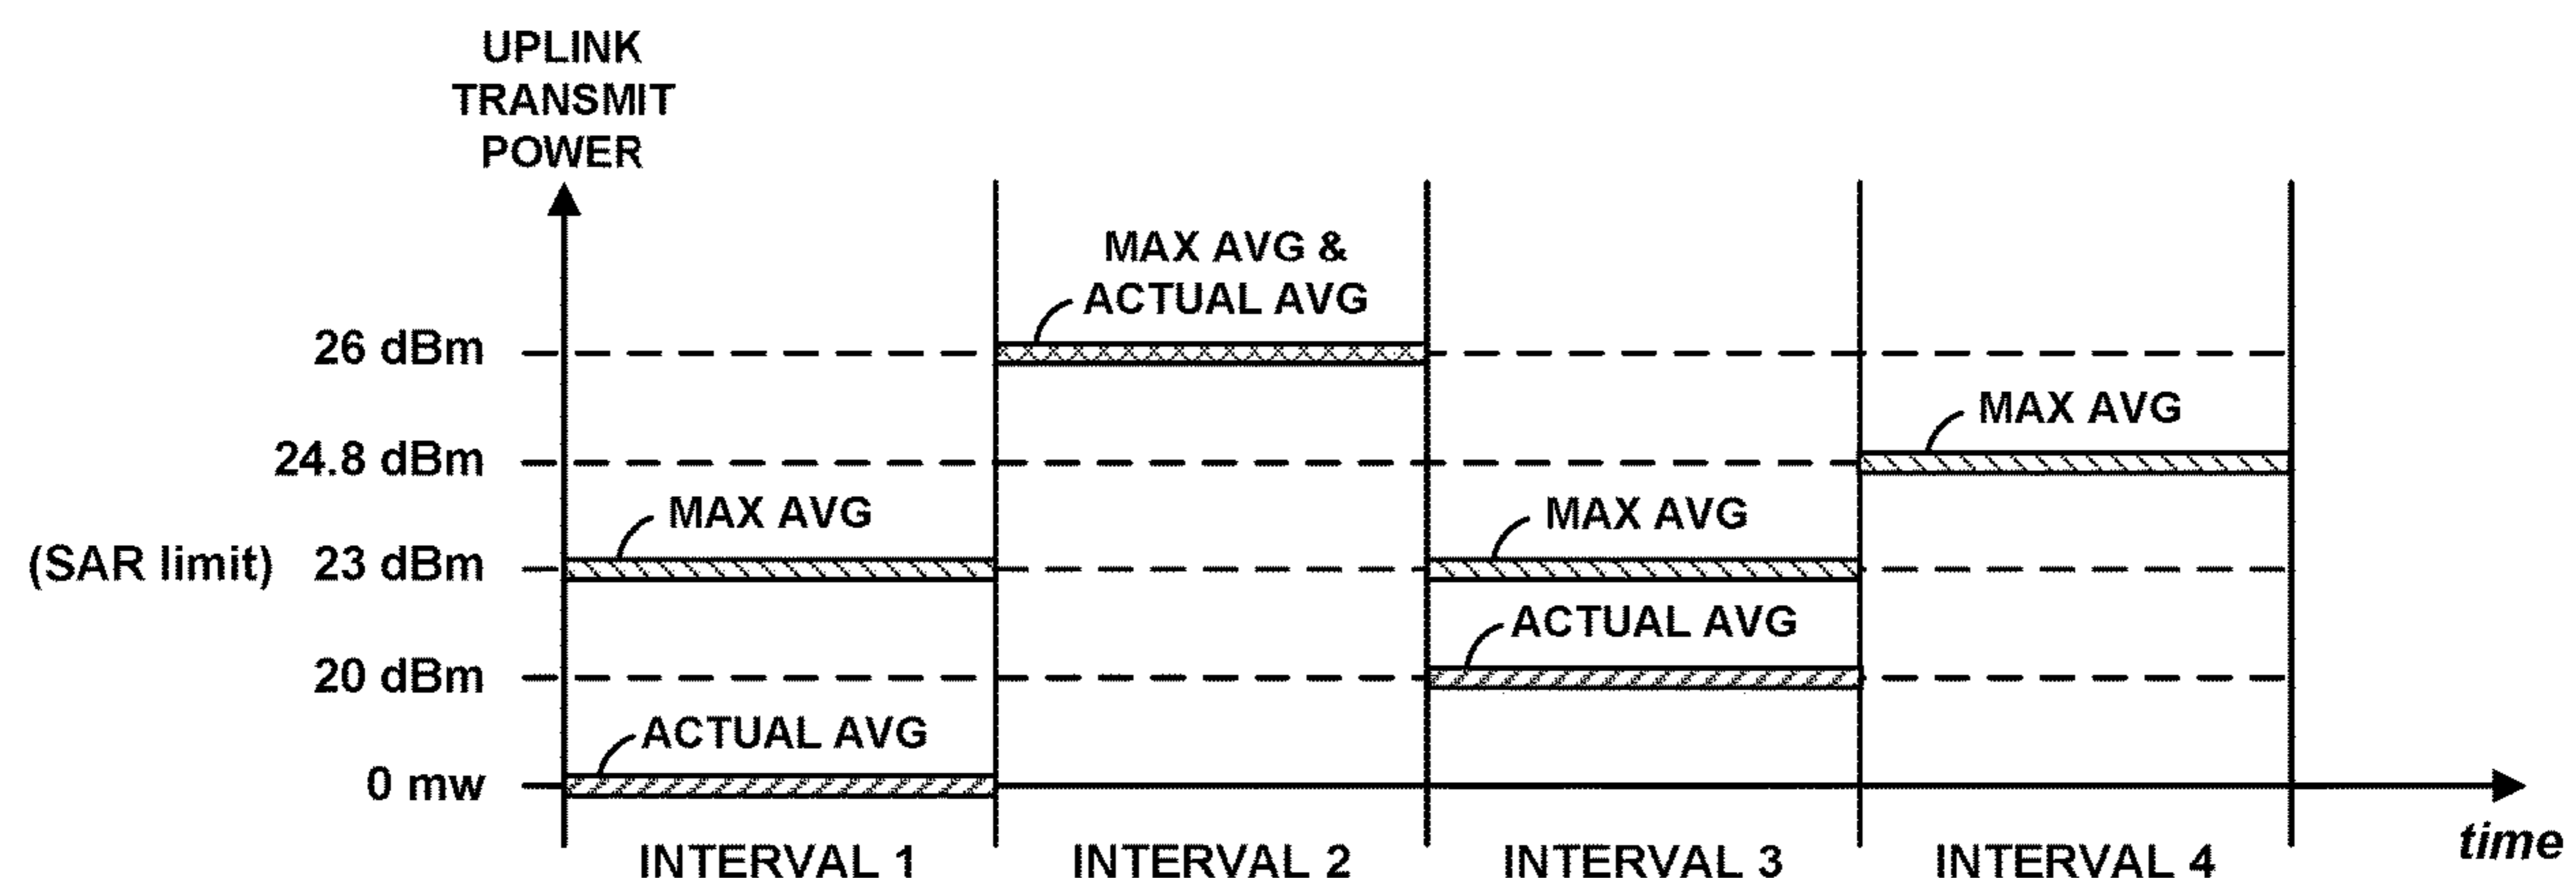 UPLINK
TRANSMIT
POWER
MAX AVG &
ACTUAL AVG
26 dBm
MAX AVG
24.8 dBm
MAX AVG
MAX AVG
(SAR limit) 23 dBm
ACTUAL AVG
20 dBm
ACTUAL AVG
0 mw
time
INTERVAL 1 INTERVAL 2 INTERVAL 3 INTERVAL 4